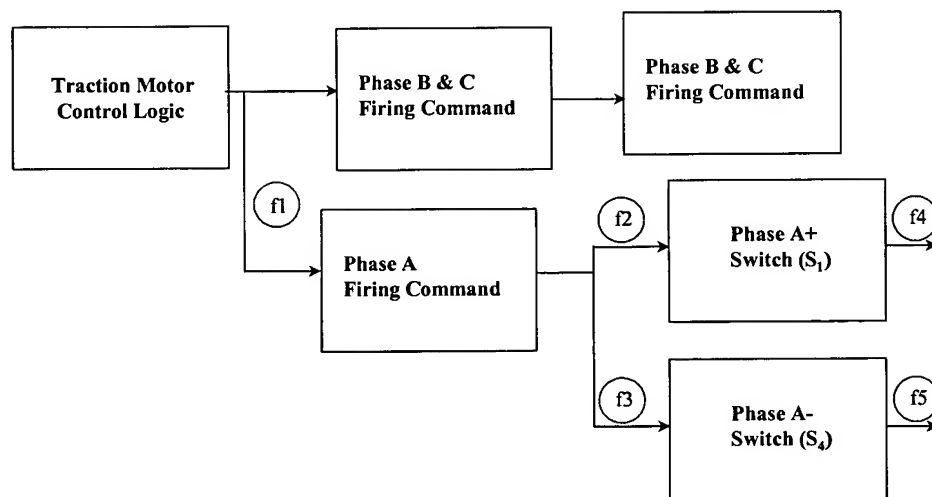 Traction Motor
Control Logic
Phase B & C
Firing Command
Phase B & C
Firing Command
f1
Phase A
Firing Command
f2
Phase A+
Switch (S₁)
f4
f3
Phase A-
Switch (S₄)
f5